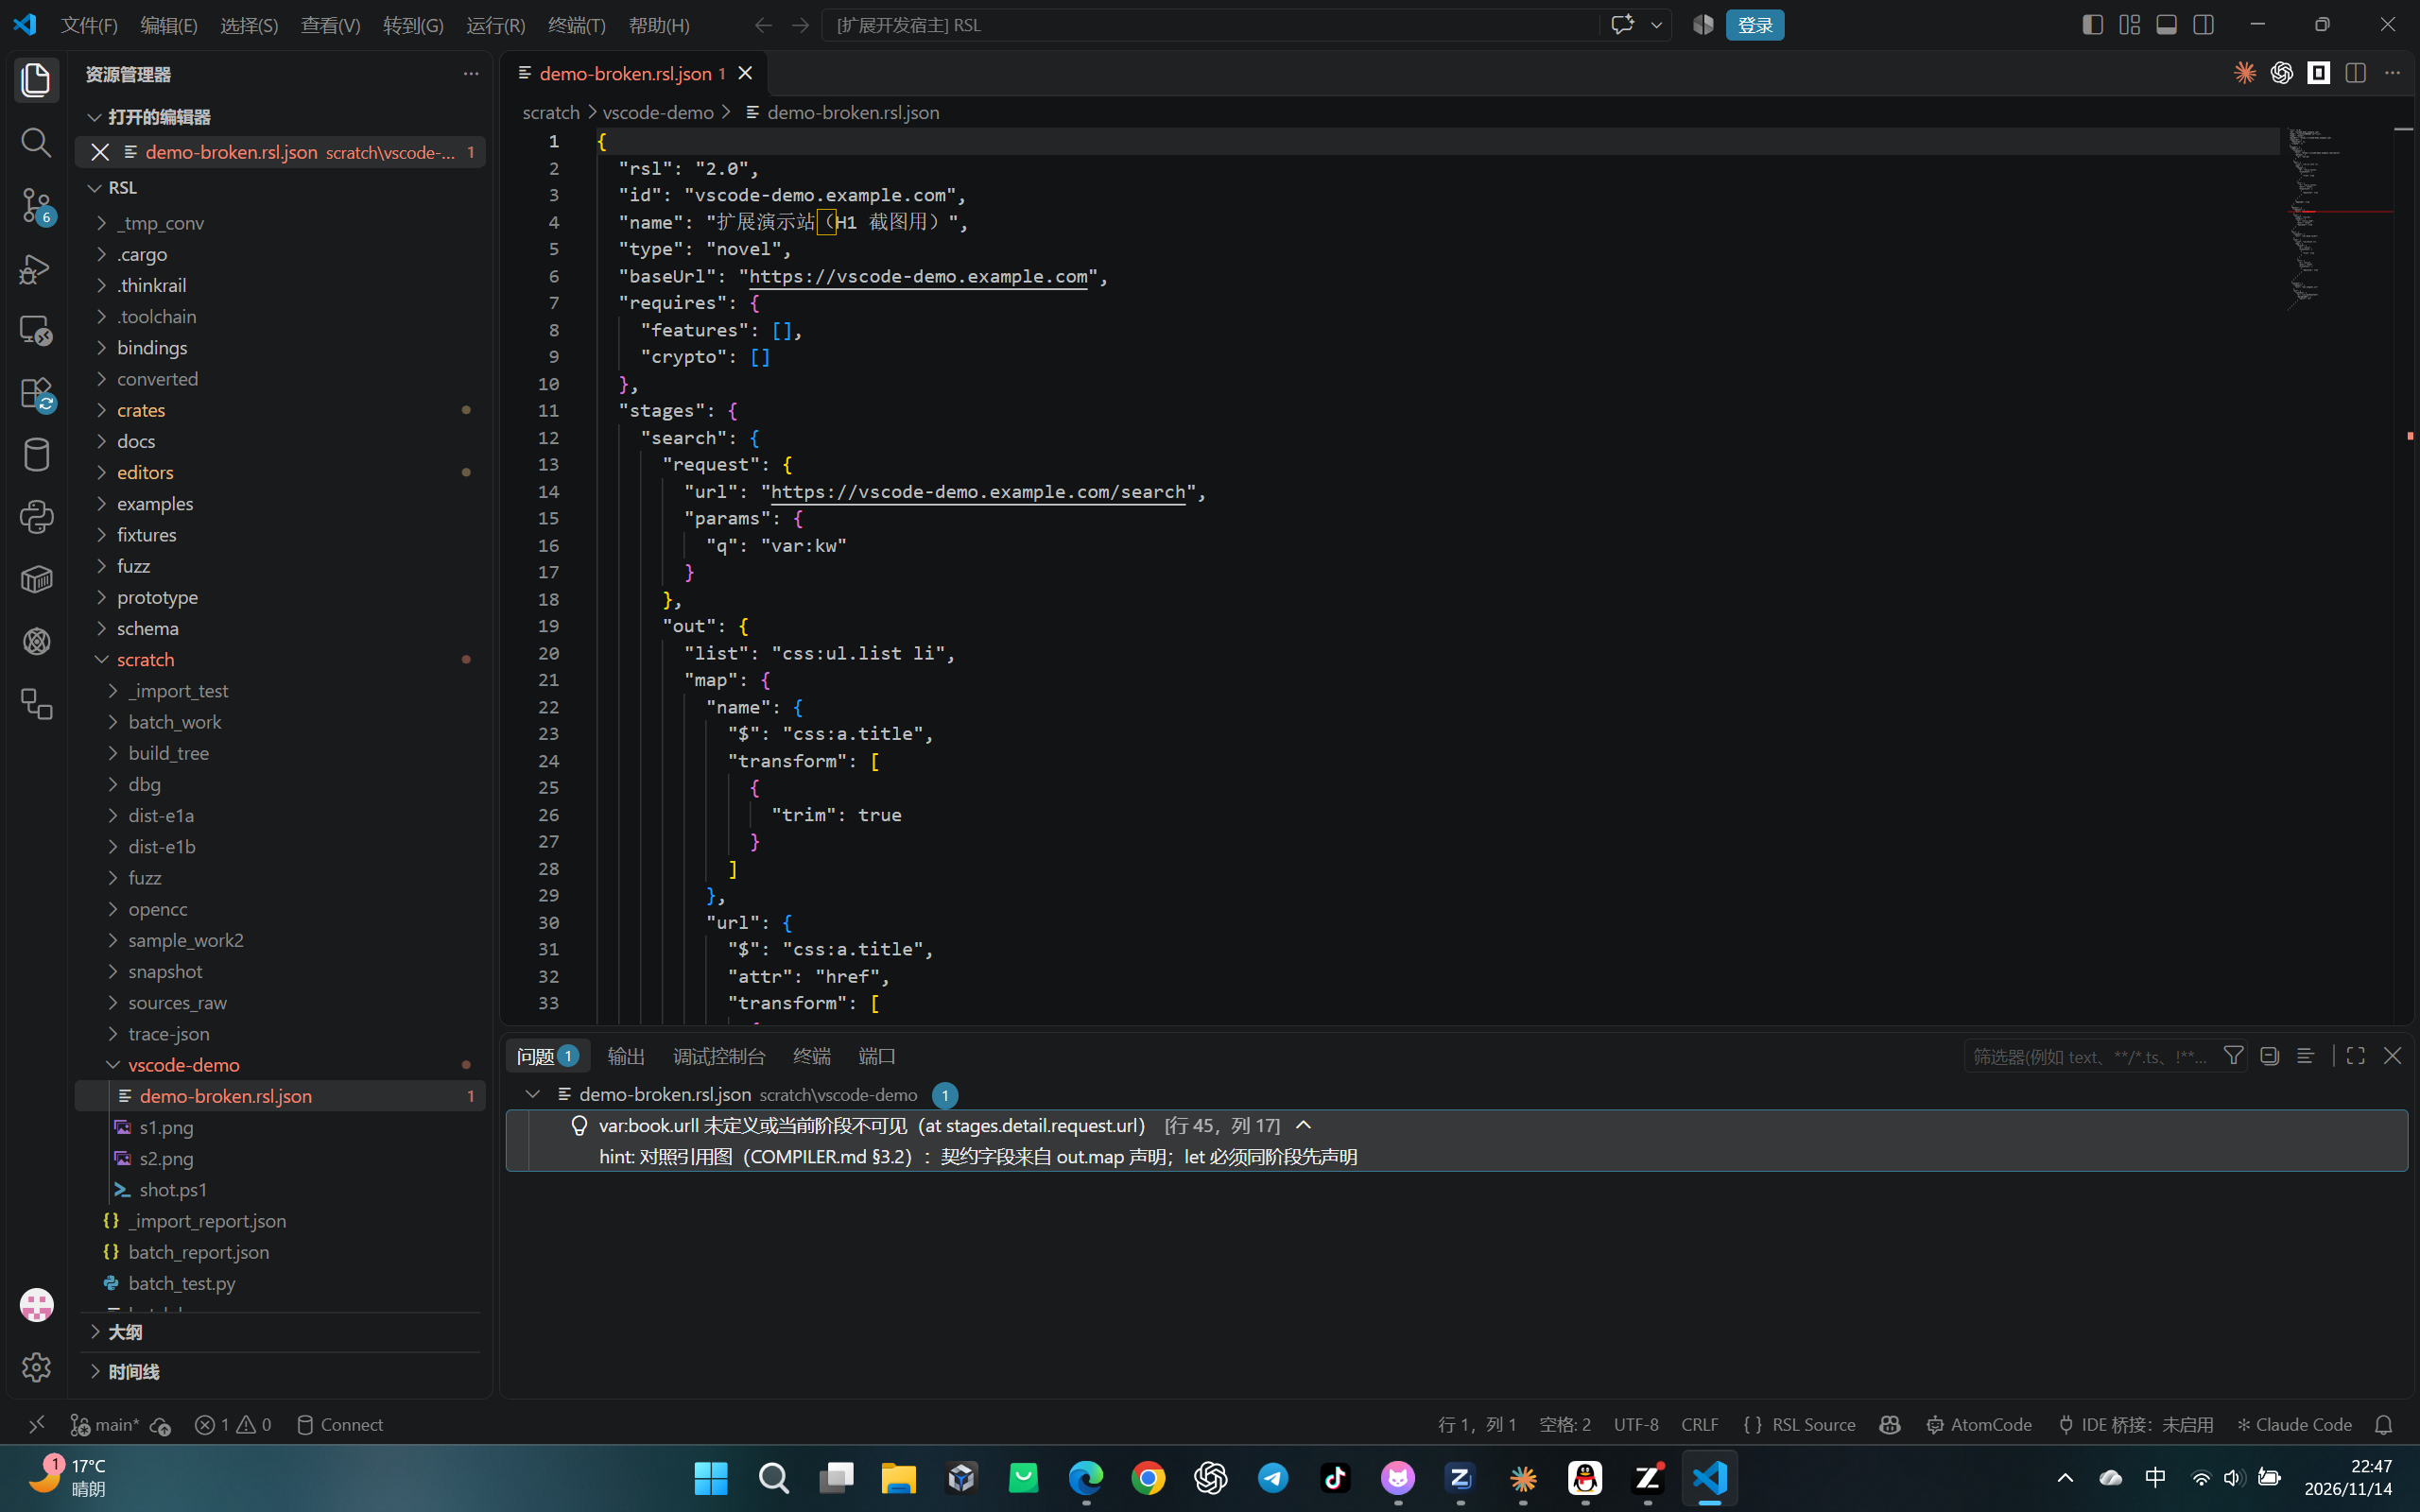 文件(F) 编辑(E) 选择(S) 查看(V) 转到(G) 运行(R) 终端(T) 帮助(H) [扩展开发宿主] RSL 登录
资源管理器
打开的编辑器
demo-broken.rsl.json scratch\vscode-... 1
RSL
_tmp_conv
.cargo
.thinkrail
.toolchain
bindings
converted
crates
docs
editors
examples
fixtures
fuzz
prototype
schema
scratch
_import_test
batch_work
build_tree
dbg
dist-e1a
dist-e1b
fuzz
opencc
sample_work2
snapshot
sources_raw
trace-json
vscode-demo
demo-broken.rsl.json 1
s1.png
s2.png
shot.ps1
_import_report.json
batch_report.json
batch_test.py
大纲
时间线
6
demo-broken.rsl.json 1
scratch > vscode-demo > demo-broken.rsl.json
1 {
2 "rsl": "2.0",
3 "id": "vscode-demo.example.com",
4 "name": "扩展演示站（H1 截图用）",
5 "type": "novel",
6 "baseUrl": "https://vscode-demo.example.com",
7 "requires": {
8 "features": [],
9 "crypto": []
10 },
11 "stages": {
12 "search": {
13 "request": {
14 "url": "https://vscode-demo.example.com/search",
15 "params": {
16 "q": "var:kw"
17 }
18 },
19 "out": {
20 "list": "css:ul.list li",
21 "map": {
22 "name": {
23 "$": "css:a.title",
24 "transform": [
25 {
26 "trim": true
27 }
28 ]
29 },
30 "url": {
31 "$": "css:a.title",
32 "attr": "href",
33 "transform": [
问题 1 输出 调试控制台 终端 端口 筛选器(例如 text、**/*.ts、!**...
demo-broken.rsl.json scratch\vscode-demo 1
var:book.urll 未定义或当前阶段不可见（at stages.detail.request.url） [行 45，列 17]
hint: 对照引用图（COMPILER.md §3.2）：契约字段来自 out.map 声明；let 必须同阶段先声明
main* 1 0 Connect 行 1，列 1 空格: 2 UTF-8 CRLF { } RSL Source AtomCode IDE 桥接：未启用 Claude Code
1 17°C
晴朗
中
22:47
2026/11/14